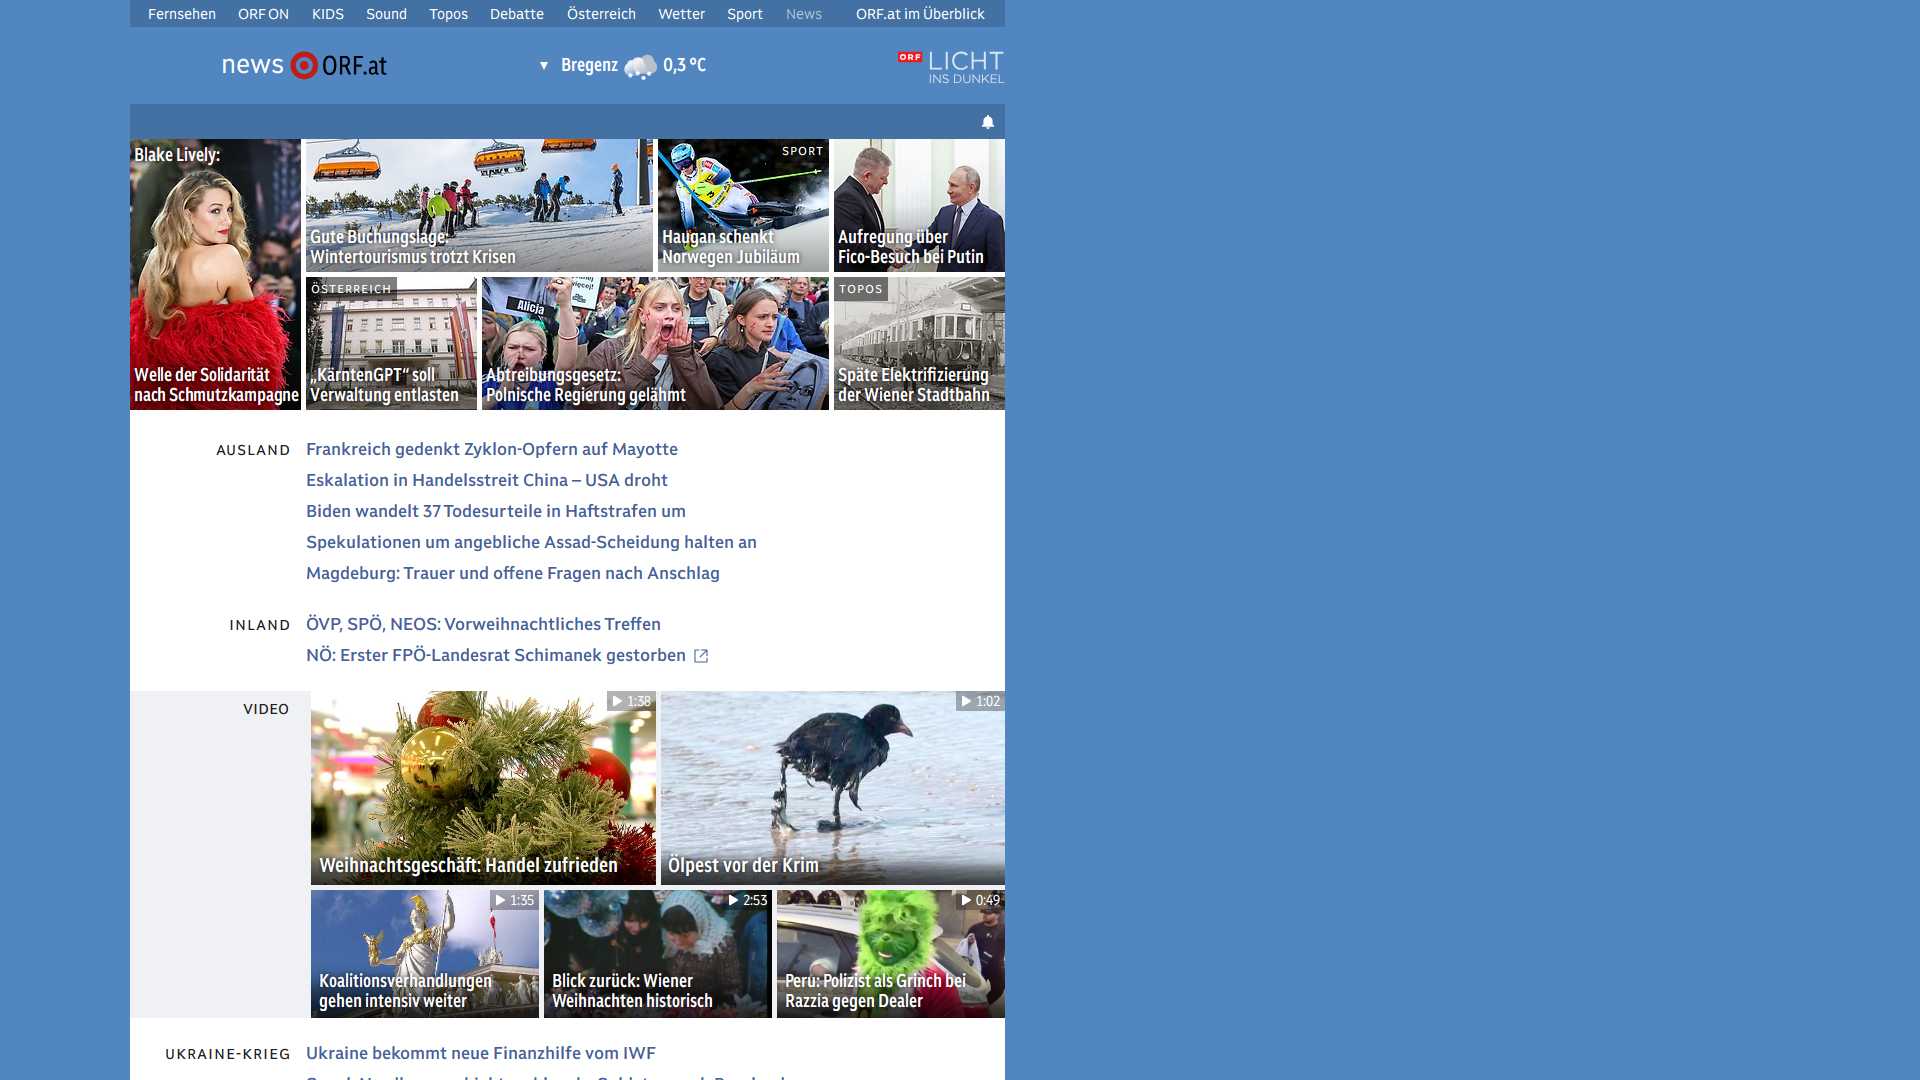 Fernsehen ORF ON KIDS Sound Topos Debatte Österreich Wetter Sport News ORF.at im Überblick
news ORF.at
▼ Bregenz 0,3 °C
ORF LICHT
INS DUNKEL
Blake Lively:
Welle der Solidarität
nach Schmutzkampagne
Gute Buchungslage:
Wintertourismus trotzt Krisen
SPORT
Haugan schenkt
Norwegen Jubiläum
Aufregung über
Fico-Besuch bei Putin
ÖSTERREICH
„KärntenGPT“ soll
Verwaltung entlasten
więcej!
Alicja
Abtreibungsgesetz:
Polnische Regierung gelähmt
TOPOS
Späte Elektrifizierung
der Wiener Stadtbahn
AUSLAND
Frankreich gedenkt Zyklon-Opfern auf Mayotte
Eskalation in Handelsstreit China – USA droht
Biden wandelt 37 Todesurteile in Haftstrafen um
Spekulationen um angebliche Assad-Scheidung halten an
Magdeburg: Trauer und offene Fragen nach Anschlag
INLAND
ÖVP, SPÖ, NEOS: Vorweihnachtliches Treffen
NÖ: Erster FPÖ-Landesrat Schimanek gestorben
VIDEO
1:38
Weihnachtsgeschäft: Handel zufrieden
1:02
Ölpest vor der Krim
1:35
Koalitionsverhandlungen
gehen intensiv weiter
2:53
Blick zurück: Wiener
Weihnachten historisch
0:49
Peru: Polizist als Grinch bei
Razzia gegen Dealer
UKRAINE-KRIEG
Ukraine bekommt neue Finanzhilfe vom IWF